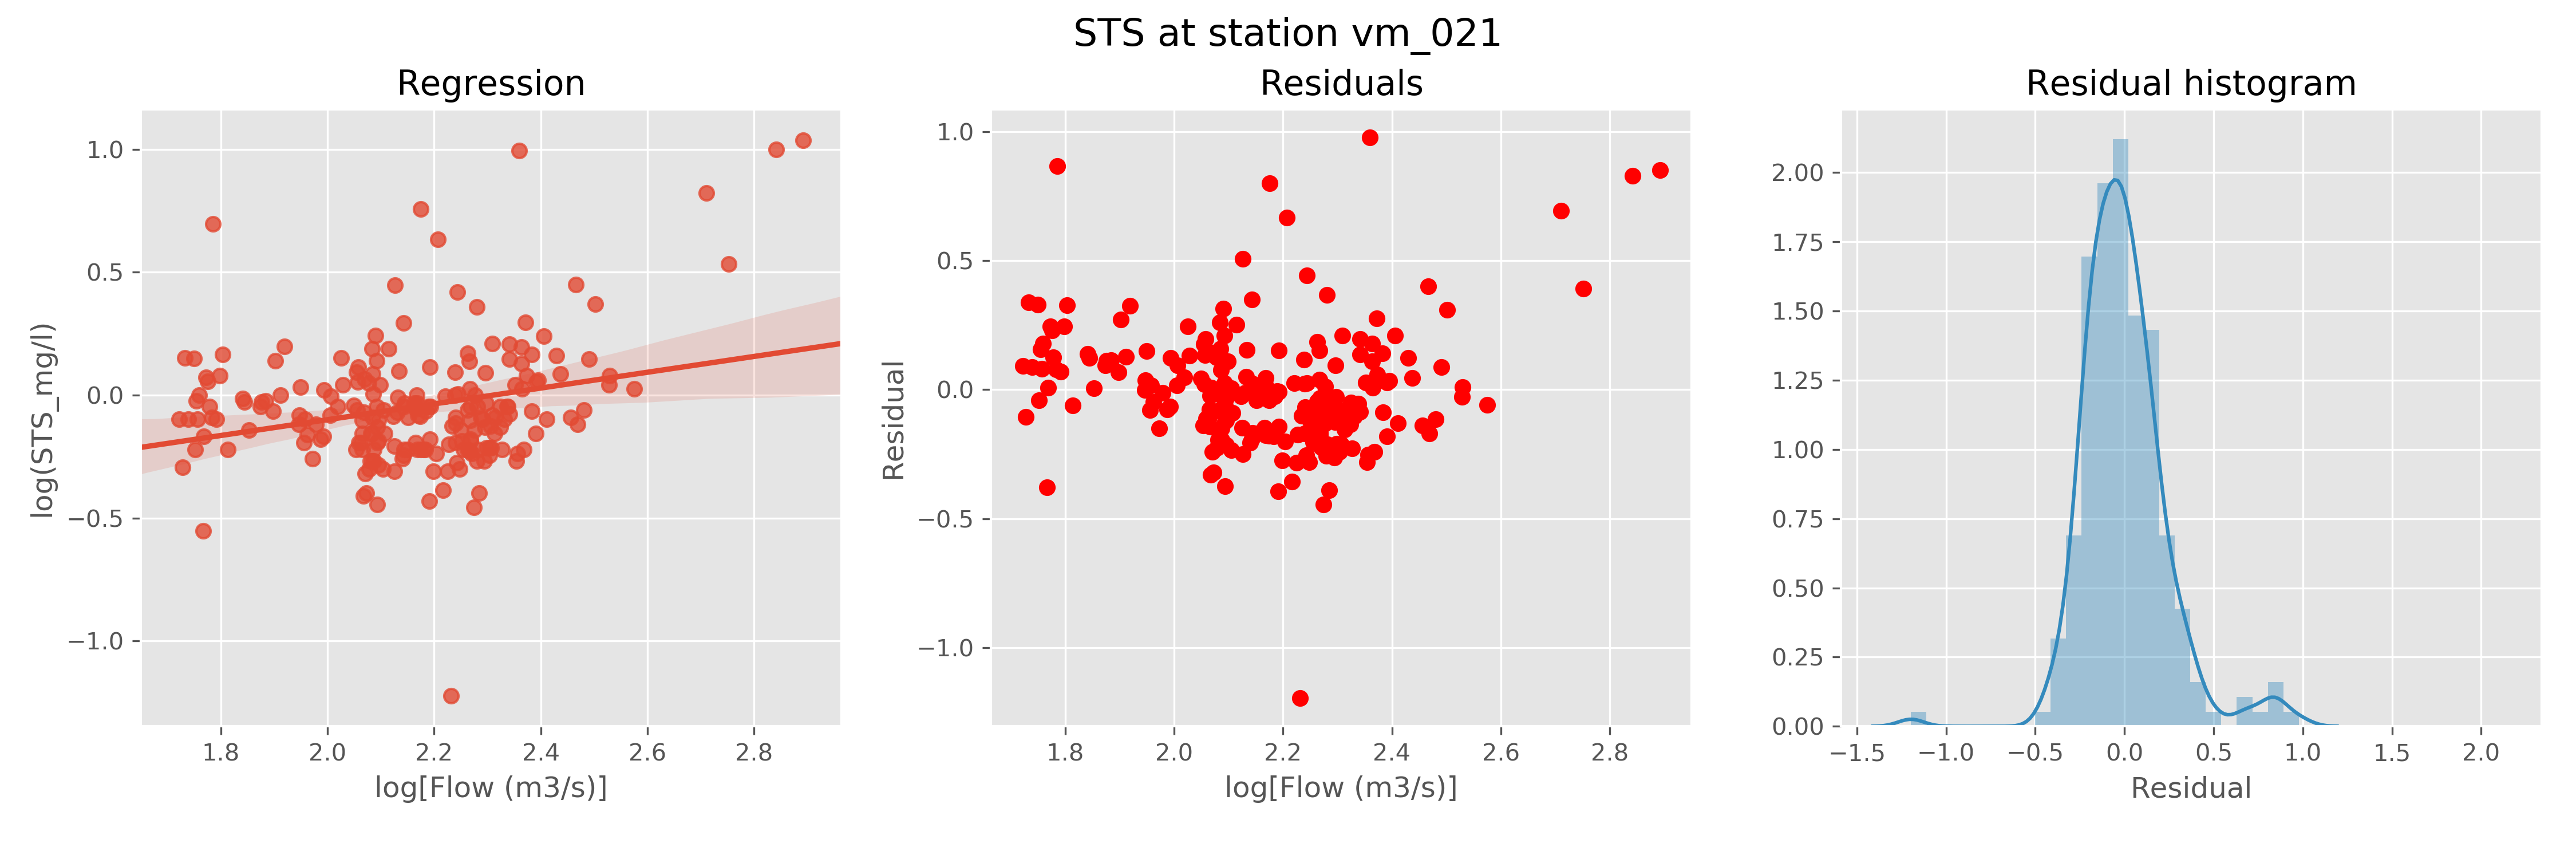 STS at station vm_021
Regression
1.0
0.5
0.0
−0.5
−1.0
log(STS_mg/l)
1.8 2.0 2.2 2.4 2.6 2.8
log[Flow (m3/s)]
Residuals
1.0
0.5
0.0
−0.5
−1.0
Residual
1.8 2.0 2.2 2.4 2.6 2.8
log[Flow (m3/s)]
Residual histogram
2.00
1.75
1.50
1.25
1.00
0.75
0.50
0.25
0.00
−1.5 −1.0 −0.5 0.0 0.5 1.0 1.5 2.0
Residual